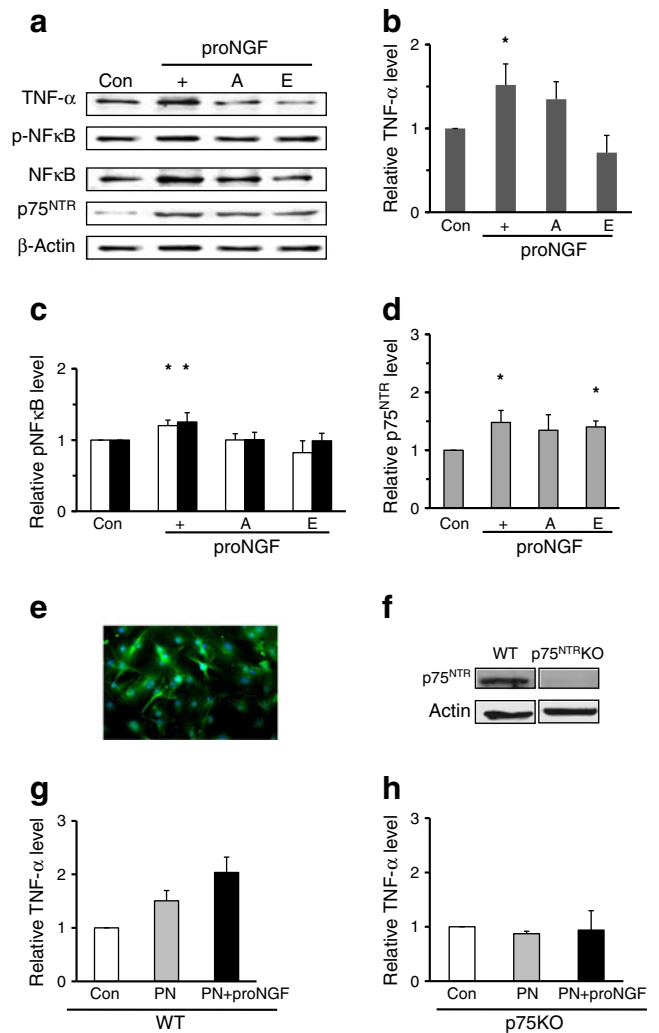 a
proNGF
Con + A E
TNF-α
p-NFκB
NFκB
p75NTR
β-Actin
b
Relative TNF-α level
2
1
0
*
Con + A E
proNGF
c
Relative pNFκB level
2
1
0
* *
Con + A E
proNGF
d
Relative p75NTR level
3
2
1
0
* *
Con + A E
proNGF
e
f
WT p75NTRKO
p75NTR
Actin
g
Relative TNF-α level
3
2
1
0
Con PN PN+proNGF
WT
h
Relative TNF-α level
3
2
1
0
Con PN PN+proNGF
p75KO